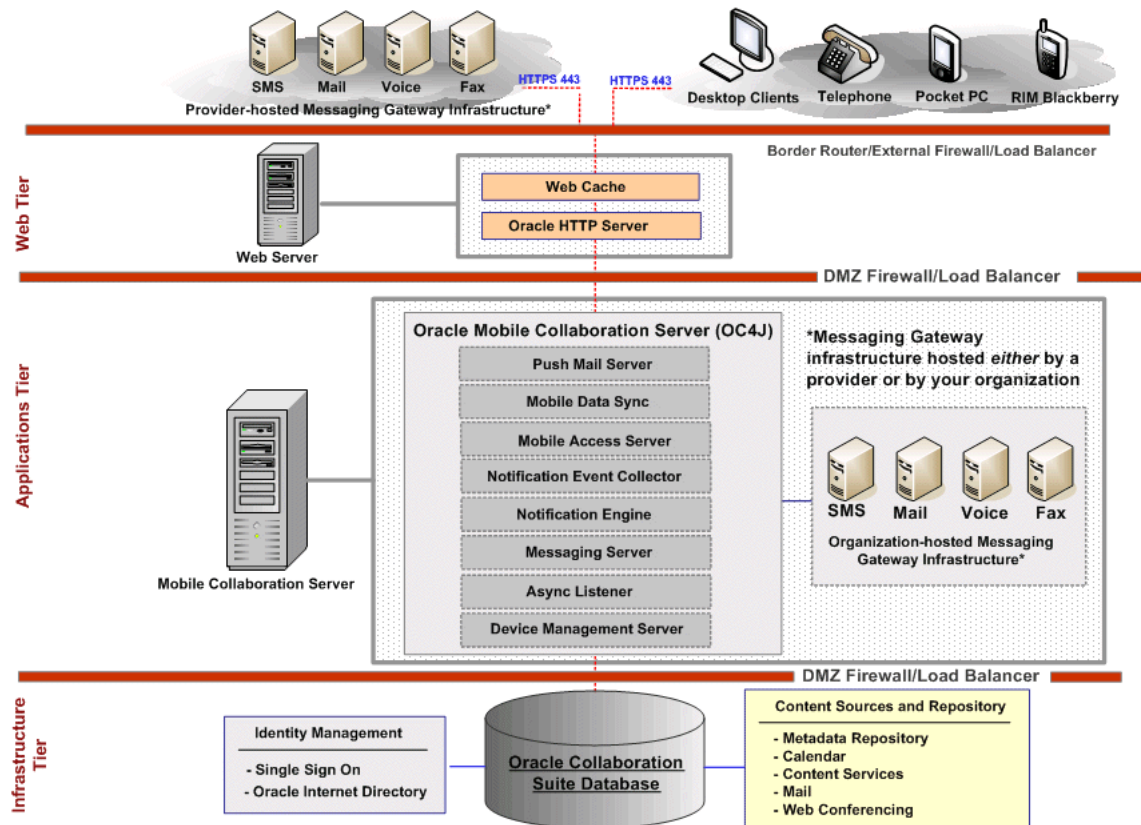 SMS
Mail
Voice
Fax
Provider-hosted Messaging Gateway Infrastructure*
HTTPS 443
HTTPS 443
Desktop Clients
Telephone
Pocket PC
RIM Blackberry
Border Router/External Firewall/Load Balancer
Web Tier
Web Server
Web Cache
Oracle HTTP Server
DMZ Firewall/Load Balancer
Applications Tier
Mobile Collaboration Server
Oracle Mobile Collaboration Server (OC4J)
Push Mail Server
Mobile Data Sync
Mobile Access Server
Notification Event Collector
Notification Engine
Messaging Server
Async Listener
Device Management Server
*Messaging Gateway
infrastructure hosted either by a
provider or by your organization
SMS
Mail
Voice
Fax
Organization-hosted Messaging
Gateway Infrastructure*
DMZ Firewall/Load Balancer
Infrastructure
Tier
Identity Management
- Single Sign On
- Oracle Internet Directory
Oracle Collaboration
Suite Database
Content Sources and Repository
- Metadata Repository
- Calendar
- Content Services
- Mail
- Web Conferencing